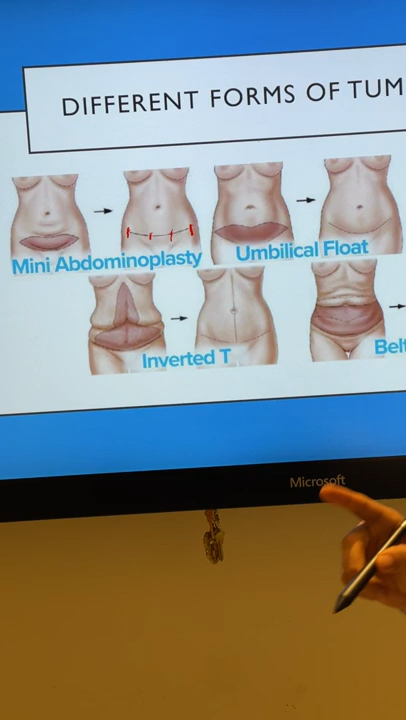 DIFFERENT FORMS OF TUM
Mini Abdominoplasty
Umbilical Float
Inverted T
Belt
Microsoft